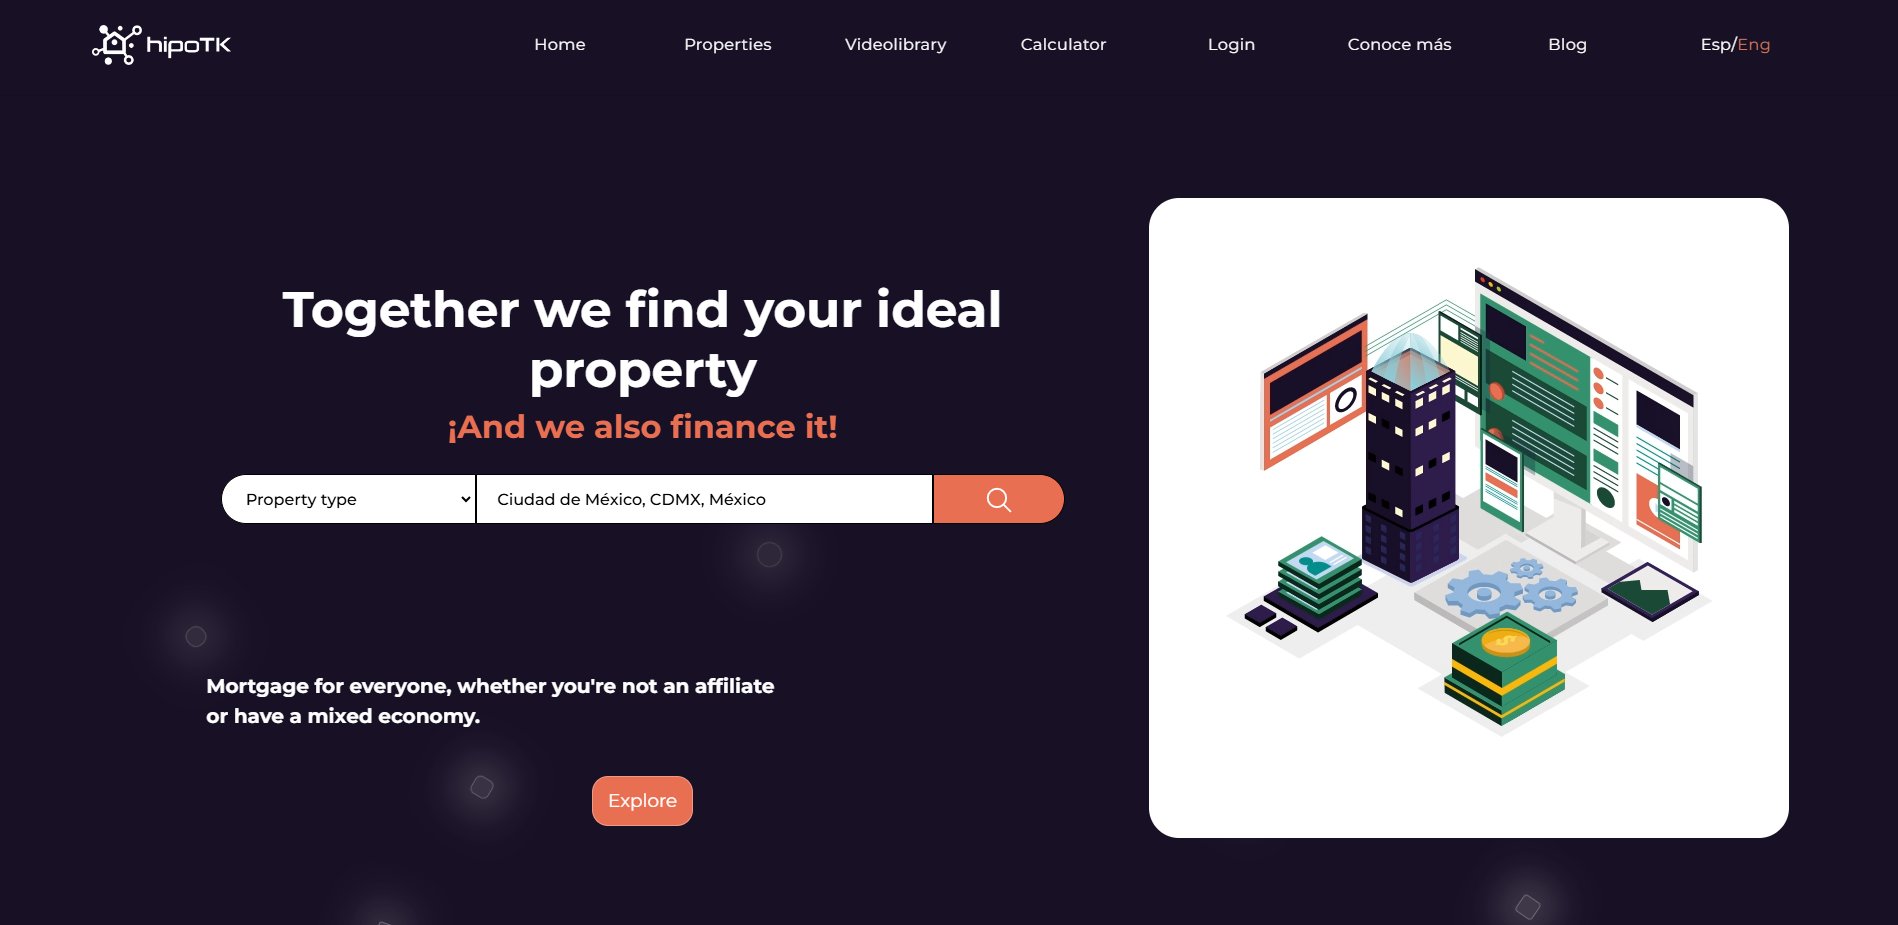 hipoTK
Home Properties Videolibrary Calculator Login Conoce más Blog Esp/Eng
Together we find your ideal
property
¡And we also finance it!
Property type
Ciudad de México, CDMX, México
Mortgage for everyone, whether you're not an affiliate
or have a mixed economy.
Explore